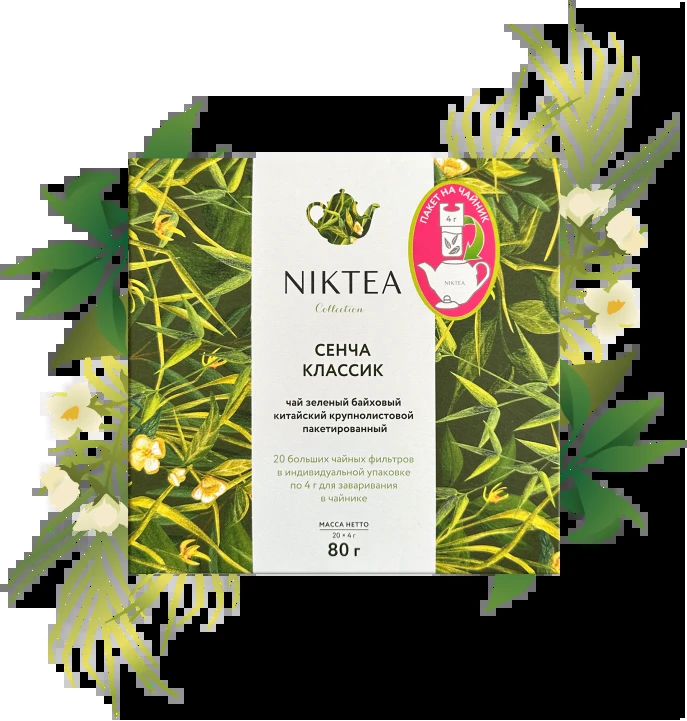 ПАКЕТ НА ЧАЙНИК
4 г
NIKTEA
NIKTEA
Collection
СЕНЧА
КЛАССИК
чай зеленый байховый
китайский крупнолистовой
пакетированный
20 больших чайных фильтров
в индивидуальной упаковке
по 4 г для заваривания
в чайнике
МАССА НЕТТО
20 × 4 г
80 г